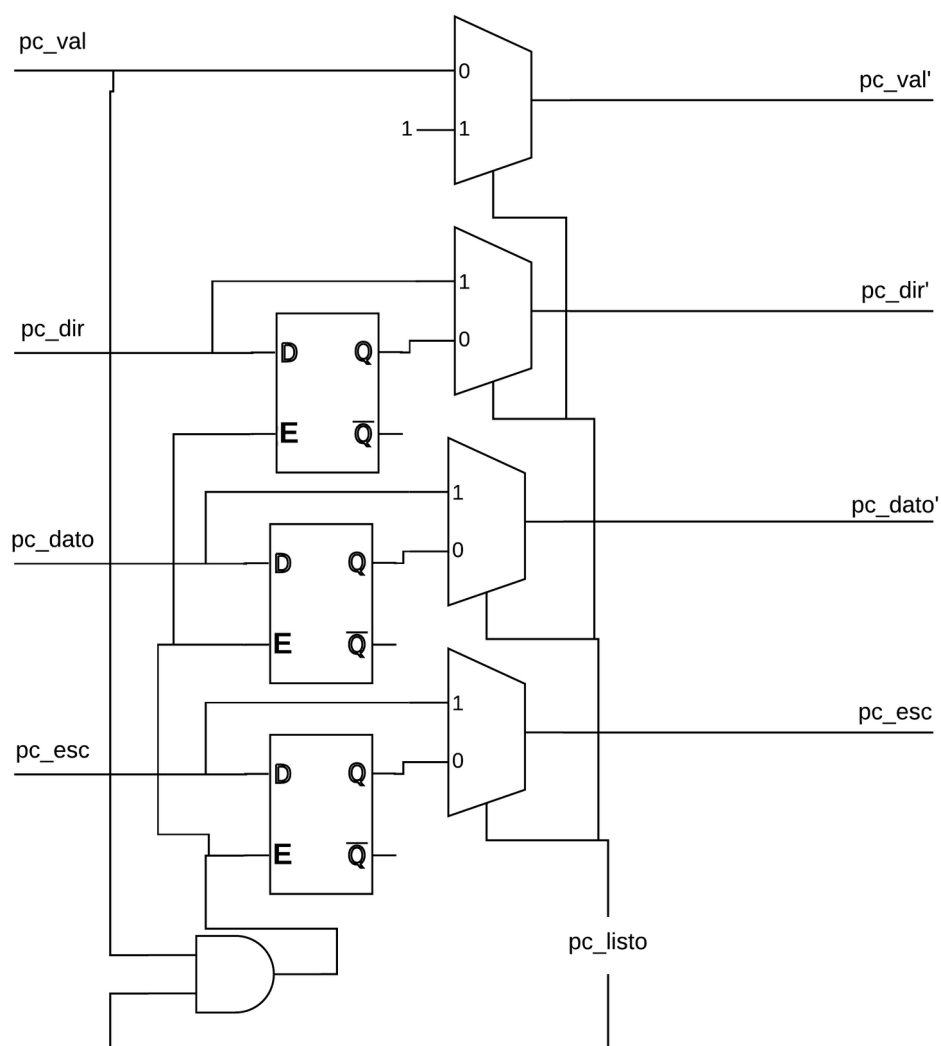 pc_val
0
pc_val'
1 1
pc_dir
1
pc_dir'
0
D Q
E Q
pc_dato
1
pc_dato'
0
D Q
E Q
pc_esc
1
pc_esc
0
D Q
E Q
pc_listo